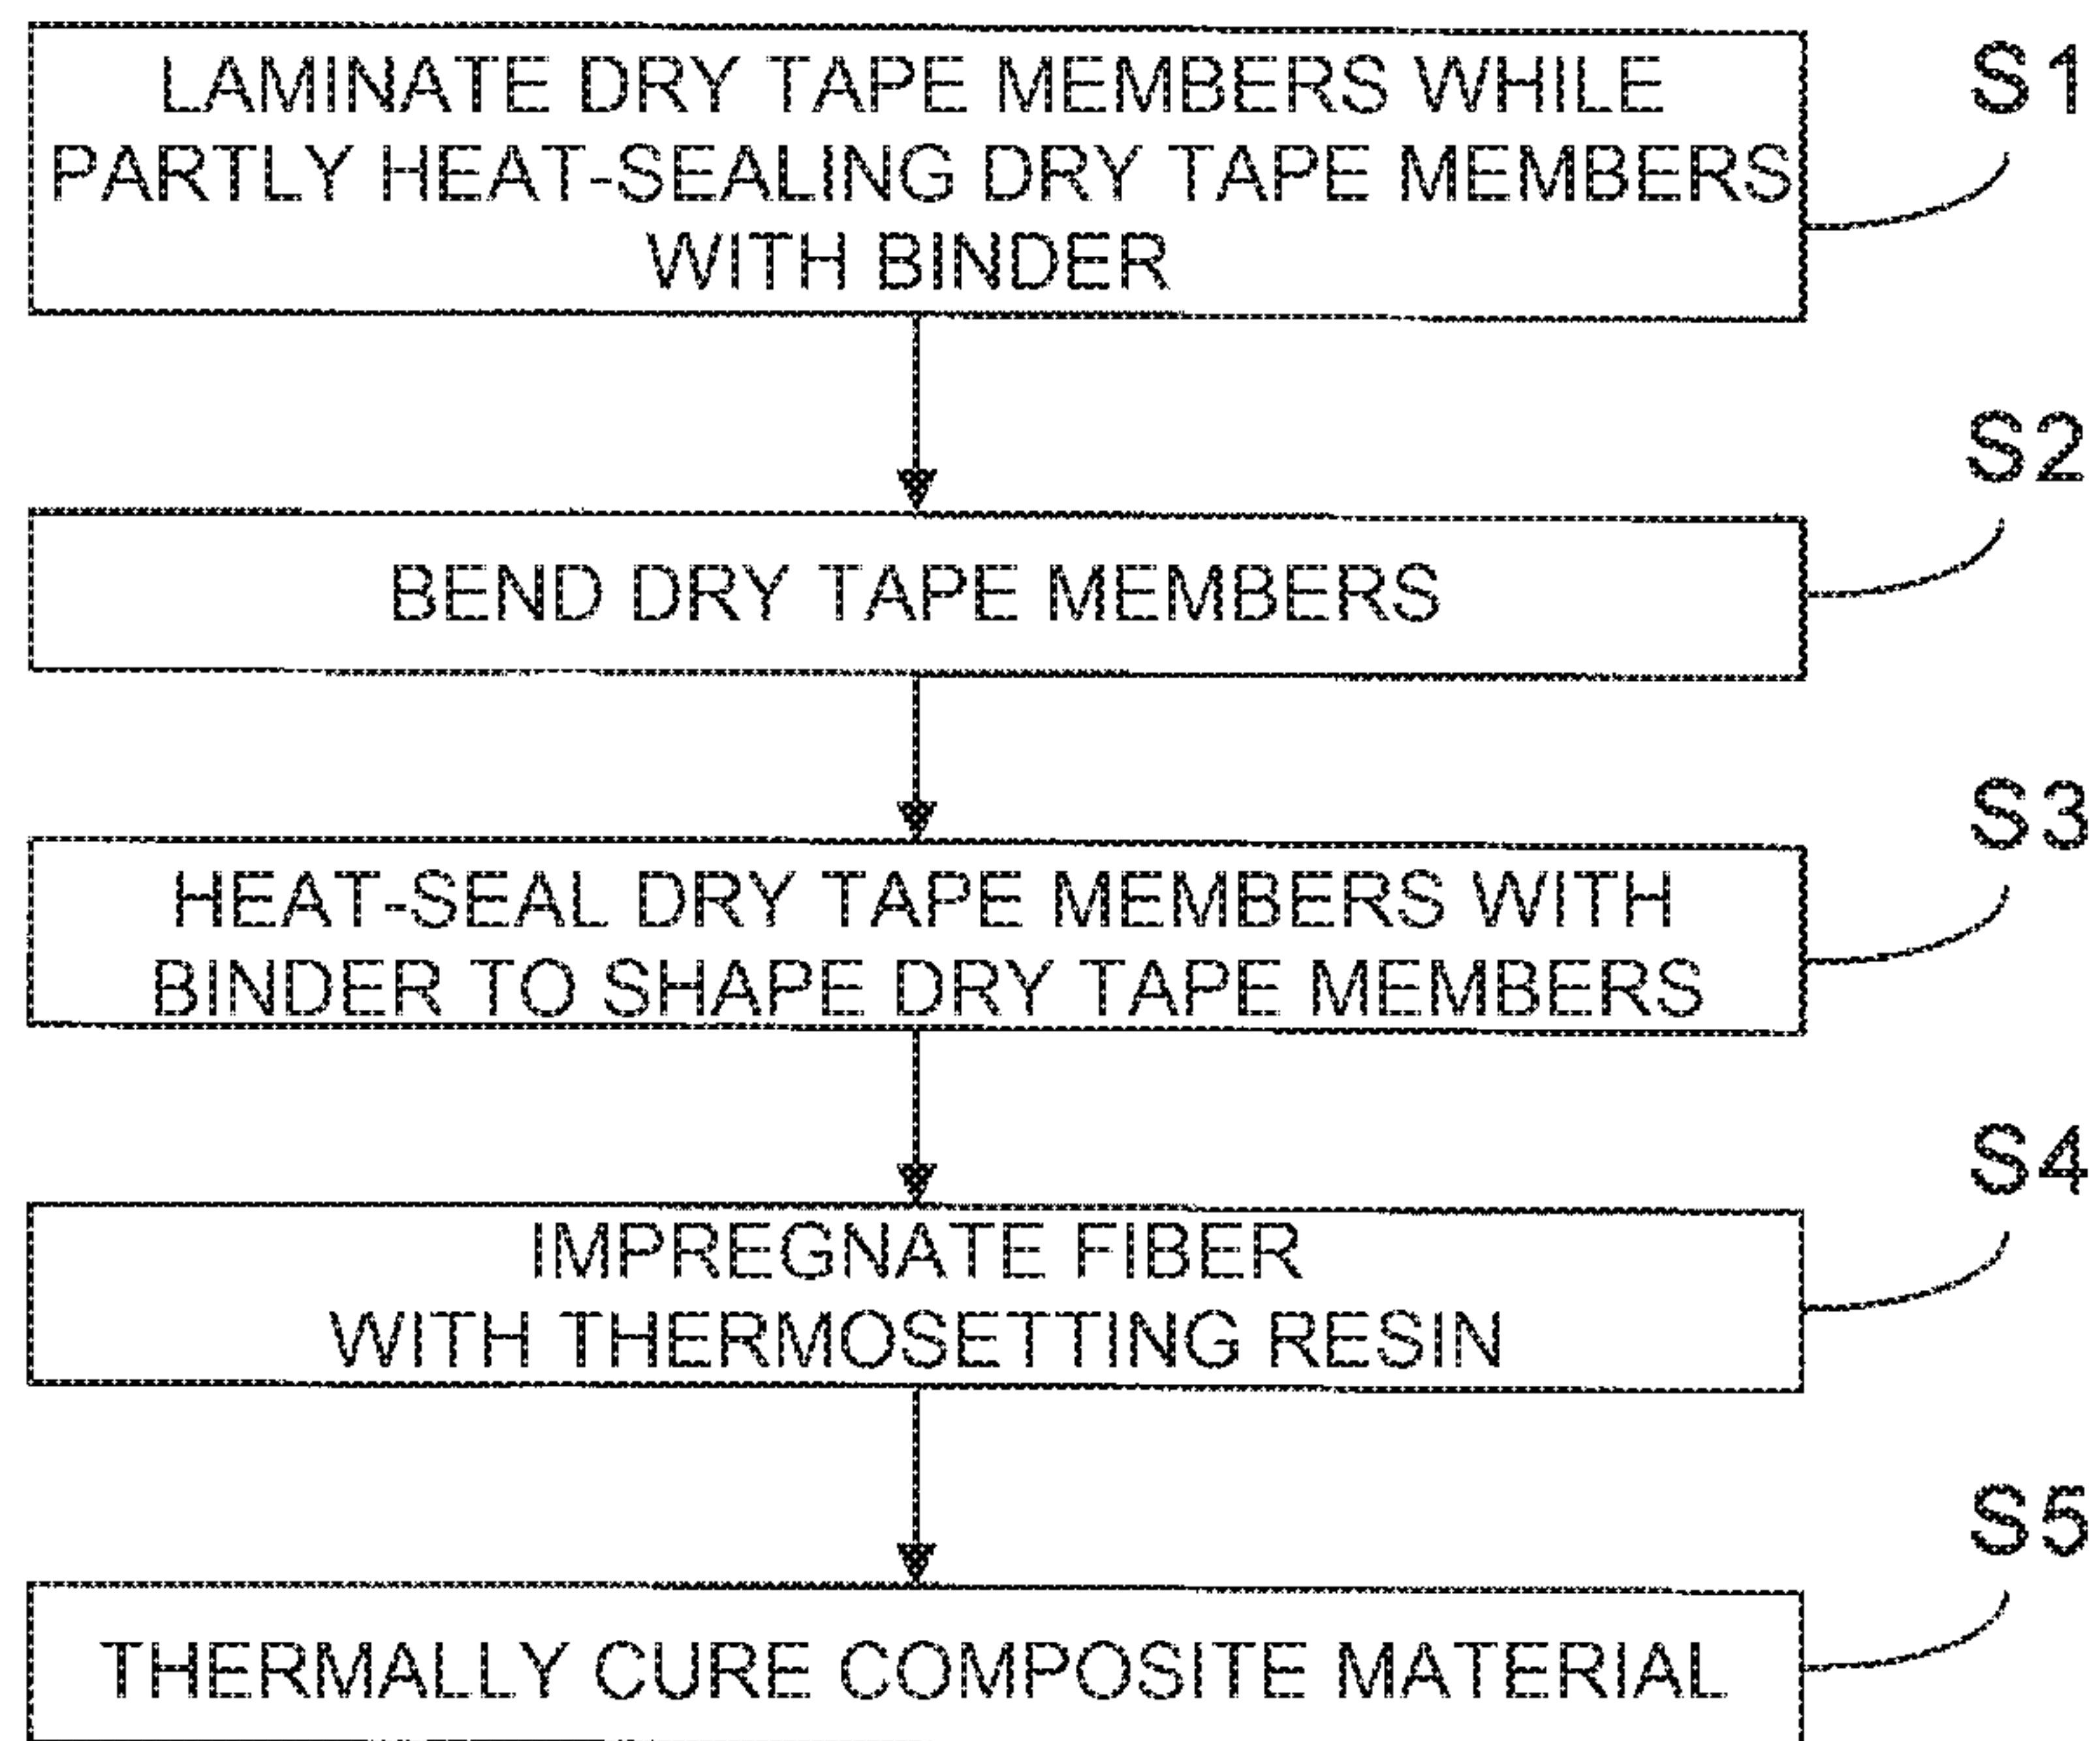 LAMINATE DRY TAPE MEMBERS WHILE
PARTLY HEAT-SEALING DRY TAPE MEMBERS
WITH BINDER
S1
BEND DRY TAPE MEMBERS
S2
HEAT-SEAL DRY TAPE MEMBERS WITH
BINDER TO SHAPE DRY TAPE MEMBERS
S3
IMPREGNATE FIBER
WITH THERMOSETTING RESIN
S4
THERMALLY CURE COMPOSITE MATERIAL
S5